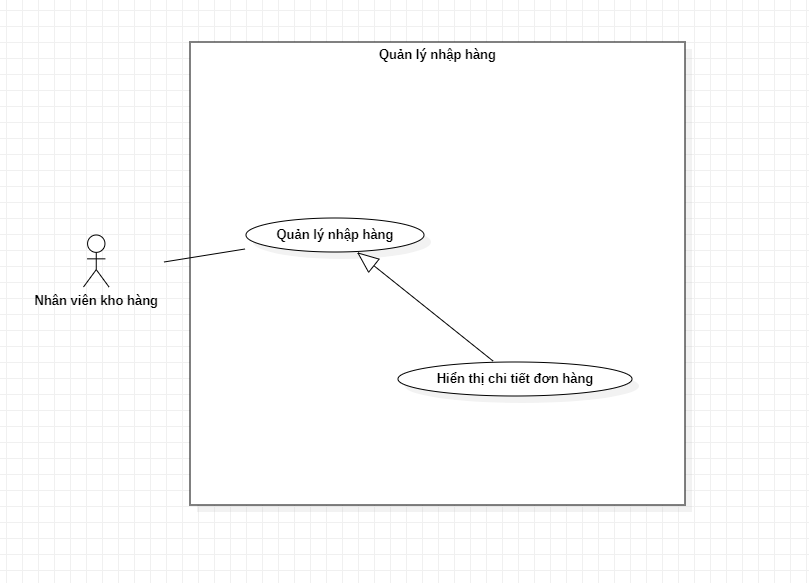 Quản lý nhập hàng
Quản lý nhập hàng
Nhân viên kho hàng
Hiển thị chi tiết đơn hàng